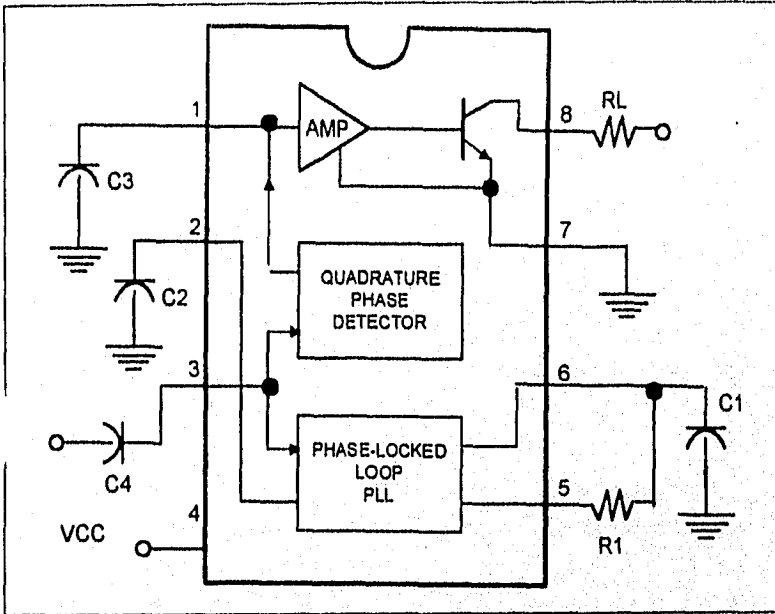 1
AMP
8
RL
C3
2
7
C2
QUADRATURE
PHASE
DETECTOR
3
6
C1
C4
PHASE-LOCKED
LOOP
PLL
4
5
VCC
R1